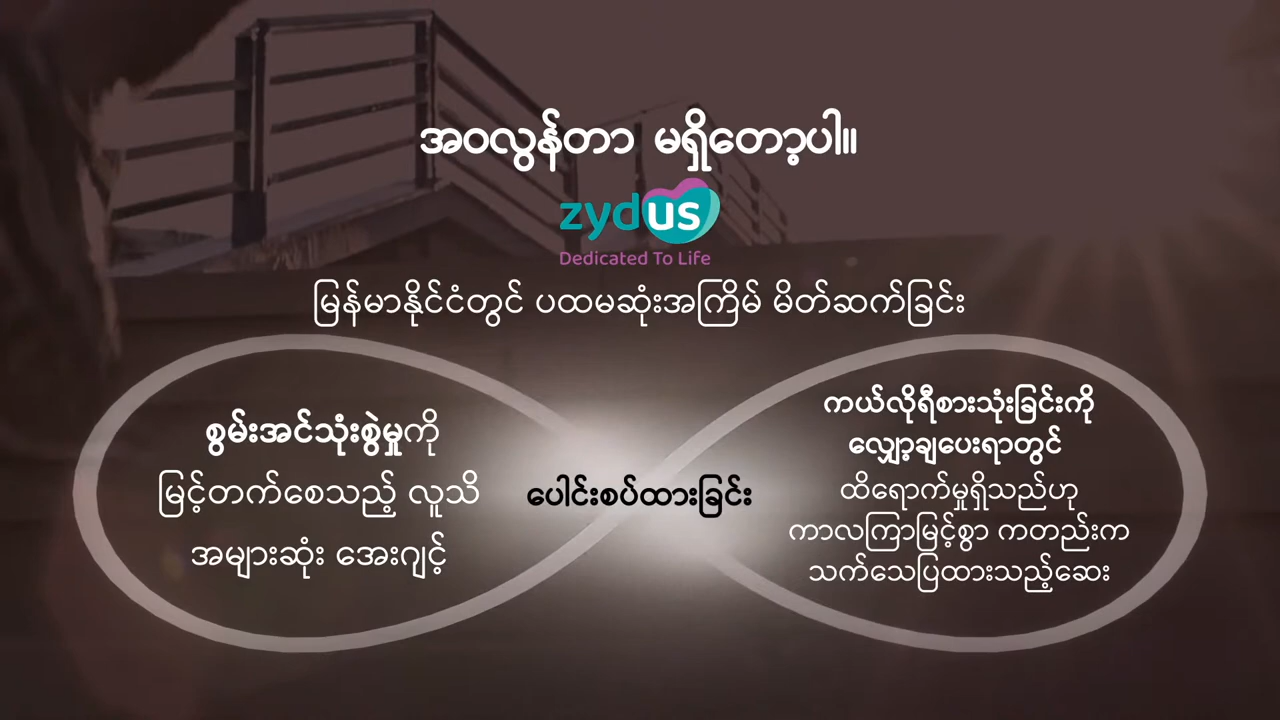 အဝလွန်တာ မရှိတော့ပါ။
zydus
Dedicated To Life
မြန်မာနိုင်ငံတွင် ပထမဆုံးအကြိမ် မိတ်ဆက်ခြင်း
စွမ်းအင်သုံးစွဲမှုကို
မြင့်တက်စေသည့် လူသိ
အများဆုံး အေးဂျင့်
ပေါင်းစပ်ထားခြင်း
ကယ်လိုရီစားသုံးခြင်းကို
လျှော့ချပေးရာတွင်
ထိရောက်မှုရှိသည်ဟု
ကာလကြာမြင့်စွာ ကတည်းက
သက်သေပြထားသည့်ဆေး